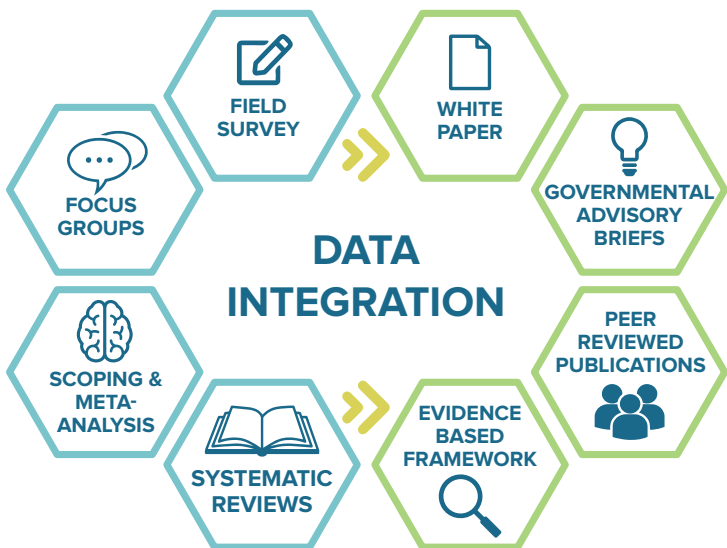 FIELD
SURVEY
WHITE
PAPER
FOCUS
GROUPS
GOVERNMENTAL
ADVISORY
BRIEFS
DATA
INTEGRATION
SCOPING &
META-
ANALYSIS
PEER
REVIEWED
PUBLICATIONS
SYSTEMATIC
REVIEWS
EVIDENCE
BASED
FRAMEWORK